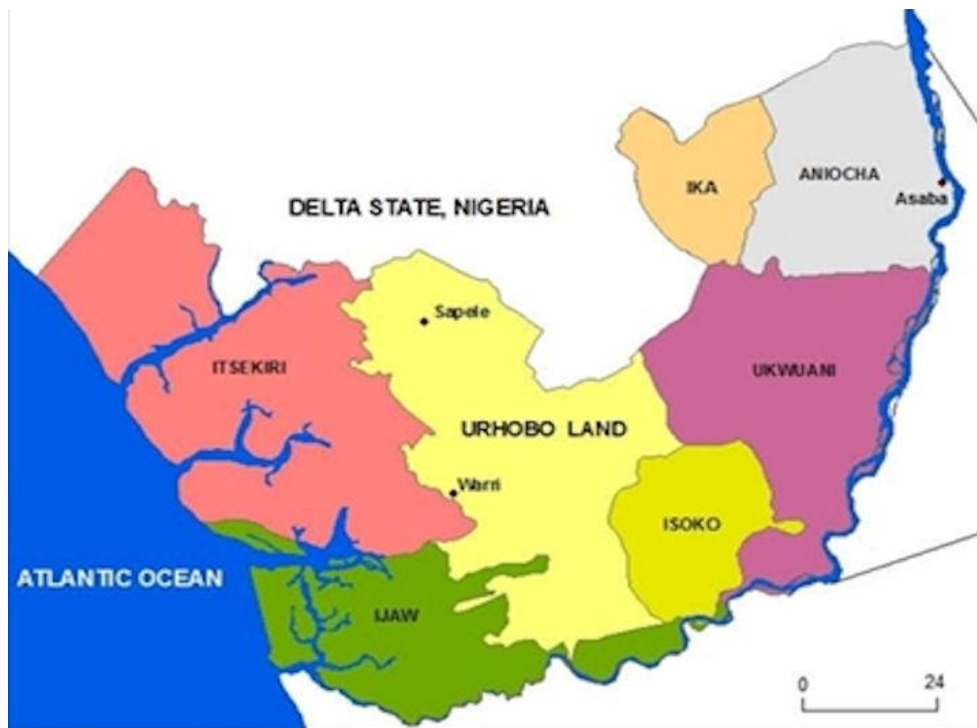 ANIOCHA
IKA
Asaba
DELTA STATE, NIGERIA
Sapele
ITSEKIRI
UKWUANI
URHOBO LAND
Warri
ISOKO
ATLANTIC OCEAN
IJAW
0 24